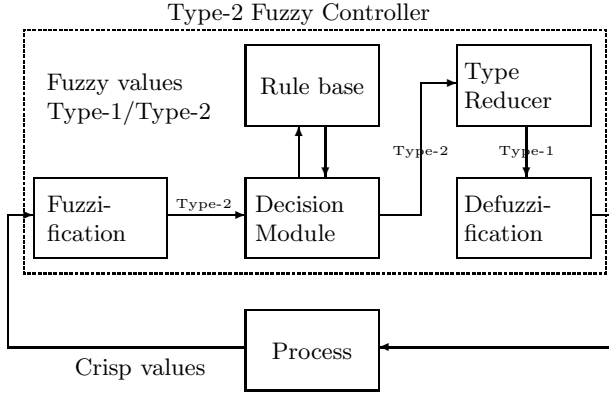 Type-2 Fuzzy Controller
Fuzzy values
Type-1/Type-2
Rule base
Type
Reducer
Type-2
Type-1
Fuzzi-
fication
Type-2
Decision
Module
Defuzzi-
fication
Process
Crisp values